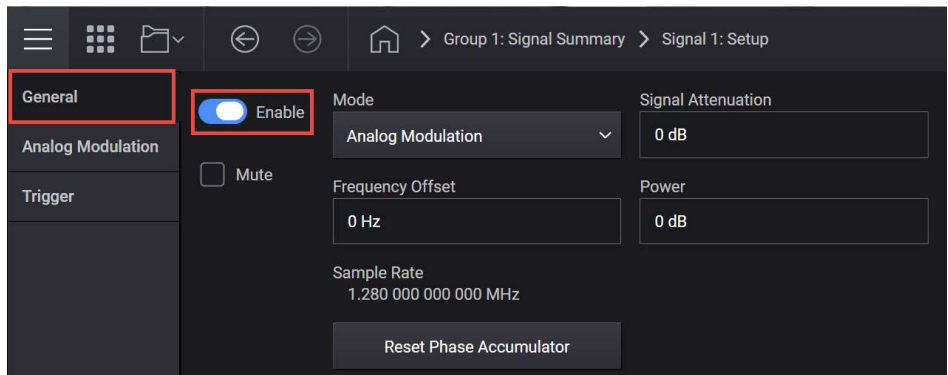 Group 1: Signal Summary > Signal 1: Setup
General
Analog Modulation
Trigger
Enable
Mute
Mode
Analog Modulation
Signal Attenuation
0 dB
Frequency Offset
0 Hz
Power
0 dB
Sample Rate
1.280 000 000 000 MHz
Reset Phase Accumulator